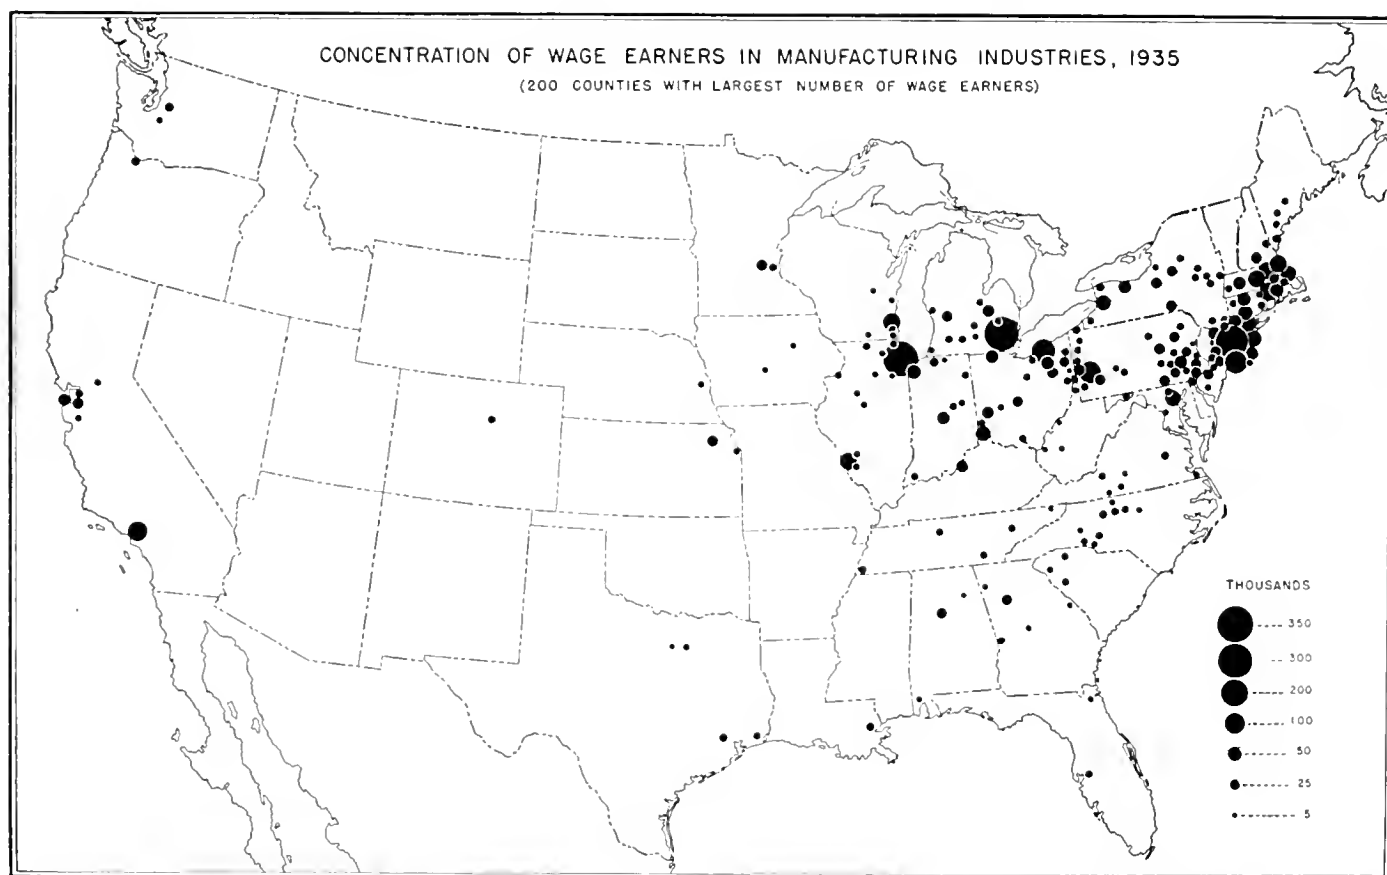 CONCENTRATION OF WAGE EARNERS IN MANUFACTURING INDUSTRIES, 1935
(200 COUNTIES WITH LARGEST NUMBER OF WAGE EARNERS)
THOUSANDS
350
300
200
100
50
25
5